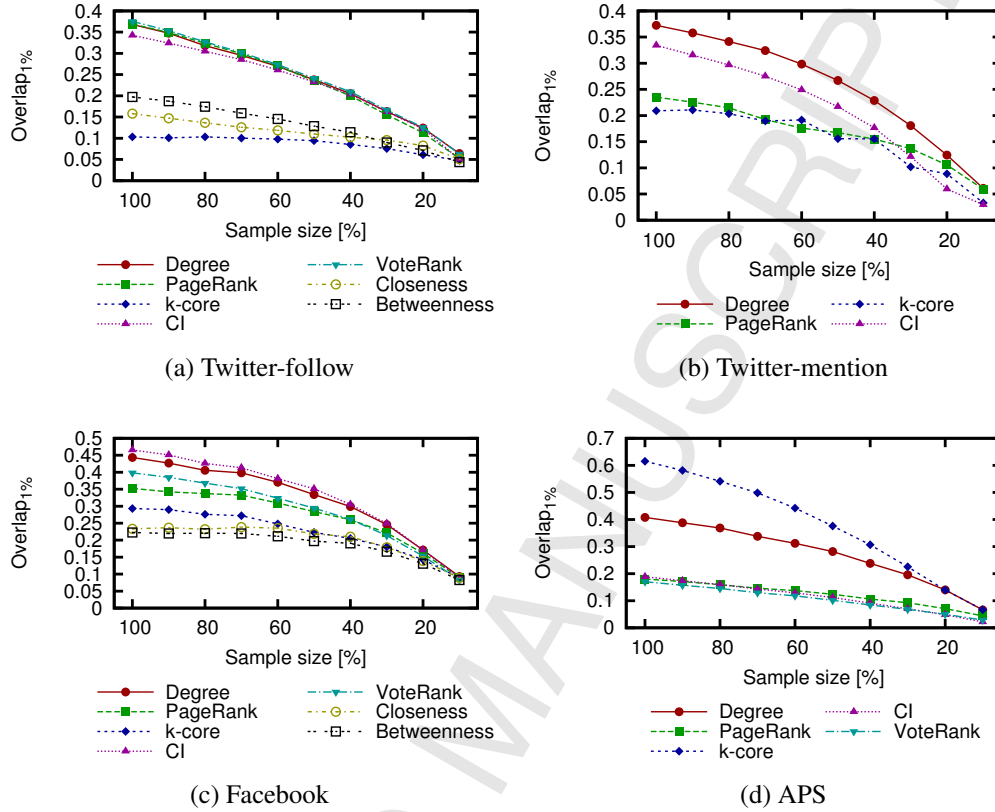 0.4
0.35
0.3
0.25
0.2
0.15
0.1
0.05
0
Overlap1%
100 80 60 40 20
Sample size [%]
Degree
PageRank
k-core
CI
VoteRank
Closeness
Betweenness
(a) Twitter-follow
0.4
0.35
0.3
0.25
0.2
0.15
0.1
0.05
0
Overlap1%
100 80 60 40 20
Sample size [%]
Degree
PageRank
k-core
CI
(b) Twitter-mention
0.5
0.45
0.4
0.35
0.3
0.25
0.2
0.15
0.1
0.05
0
Overlap1%
100 80 60 40 20
Sample size [%]
Degree
PageRank
k-core
CI
VoteRank
Closeness
Betweenness
(c) Facebook
0.7
0.6
0.5
0.4
0.3
0.2
0.1
0
Overlap1%
100 80 60 40 20
Sample size [%]
Degree
PageRank
k-core
CI
VoteRank
(d) APS
MANUSCRIP